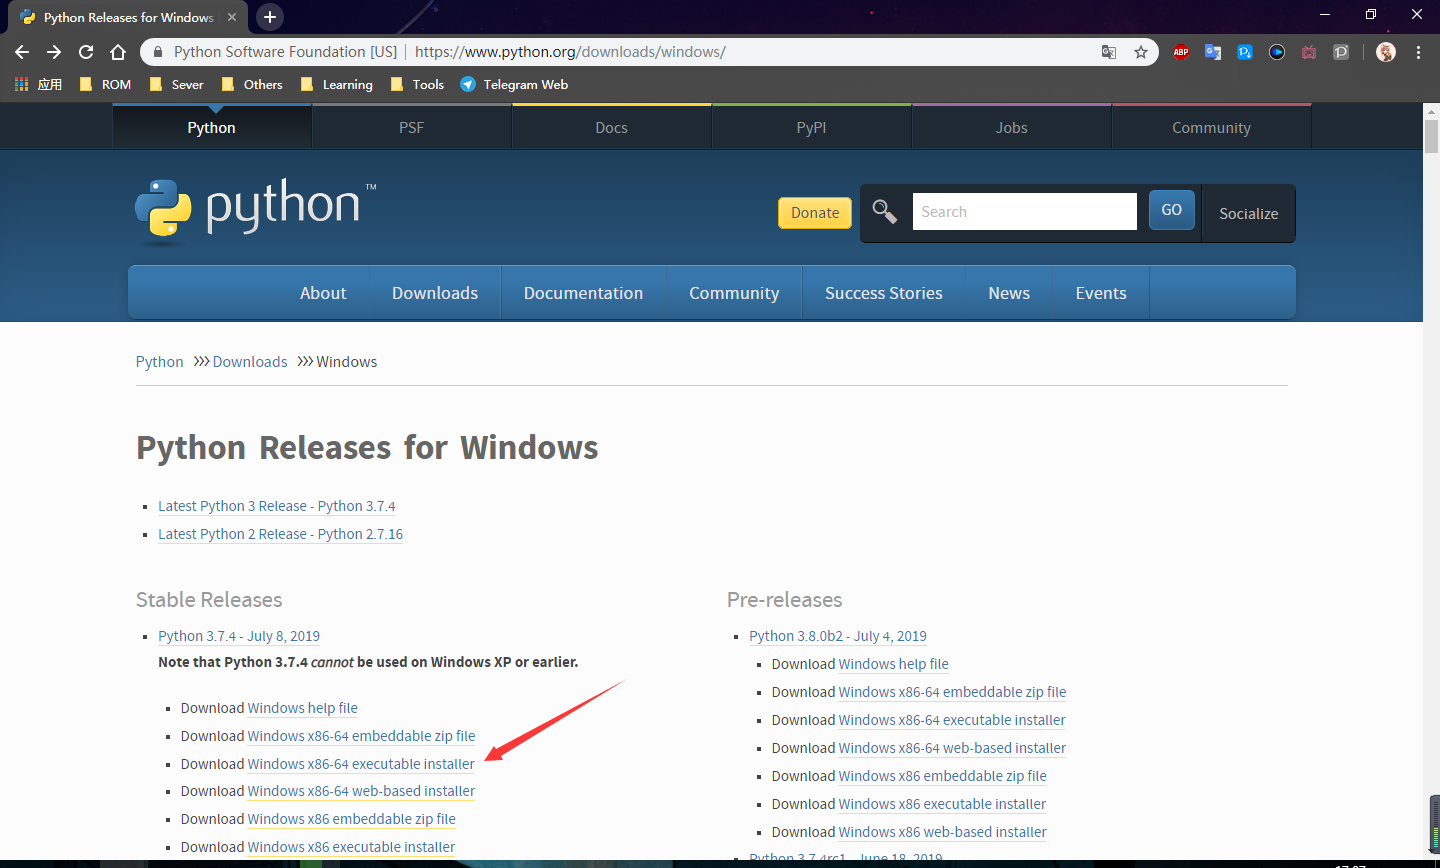 Python Releases for Windows
Python Software Foundation [US] | https://www.python.org/downloads/windows/
ABP
应用 ROM Sever Others Learning Tools Telegram Web
Python PSF Docs PyPI Jobs Community
python™
Donate Search GO Socialize
About Downloads Documentation Community Success Stories News Events
Python >>> Downloads >>> Windows
Python Releases for Windows
Latest Python 3 Release - Python 3.7.4
Latest Python 2 Release - Python 2.7.16
Stable Releases
Python 3.7.4 - July 8, 2019
Note that Python 3.7.4 cannot be used on Windows XP or earlier.
Download Windows help file
Download Windows x86-64 embeddable zip file
Download Windows x86-64 executable installer
Download Windows x86-64 web-based installer
Download Windows x86 embeddable zip file
Download Windows x86 executable installer
Pre-releases
Python 3.8.0b2 - July 4, 2019
Download Windows help file
Download Windows x86-64 embeddable zip file
Download Windows x86-64 executable installer
Download Windows x86-64 web-based installer
Download Windows x86 embeddable zip file
Download Windows x86 executable installer
Download Windows x86 web-based installer
Python 3.7.4rc1 - June 18, 2019